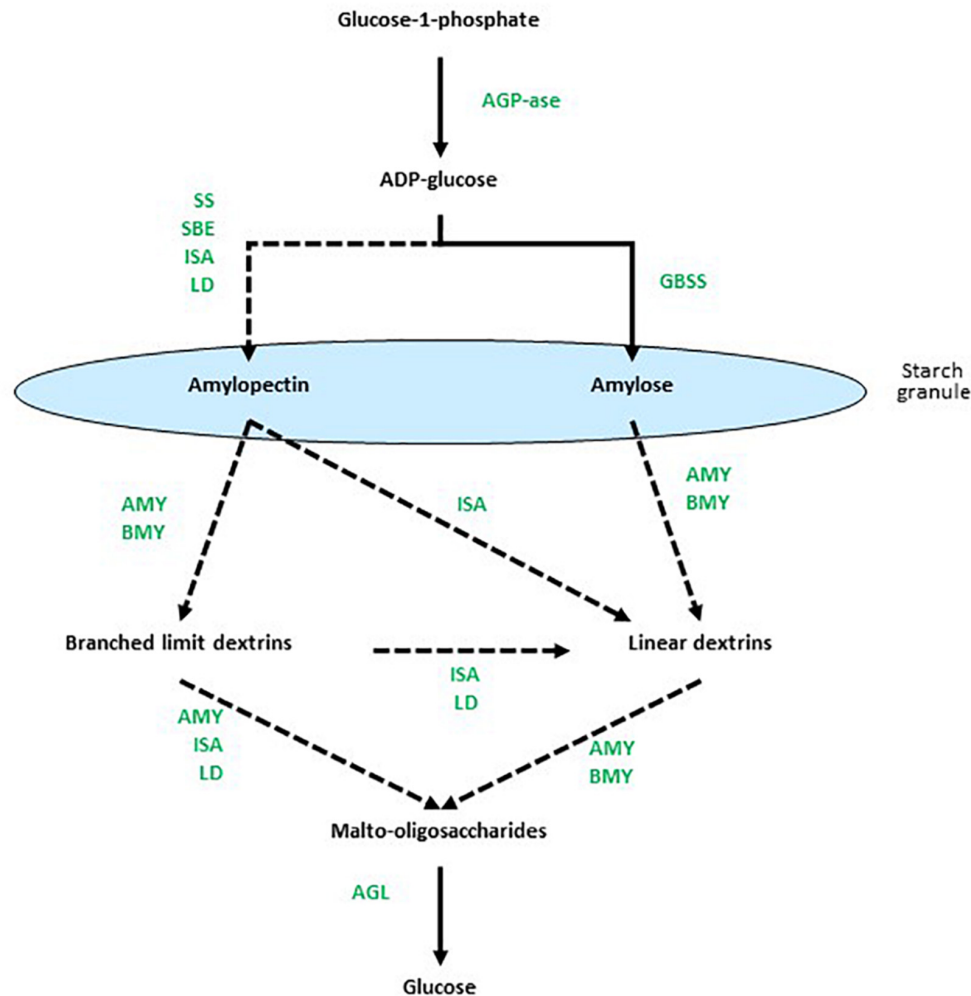 Glucose-1-phosphate
AGP-ase
ADP-glucose
SS
SBE
ISA
LD
GBSS
Amylopectin
Amylose
Starch
granule
AMY
BMY
ISA
AMY
BMY
Branched limit dextrins
Linear dextrins
ISA
LD
AMY
ISA
LD
AMY
BMY
Malto-oligosaccharides
AGL
Glucose